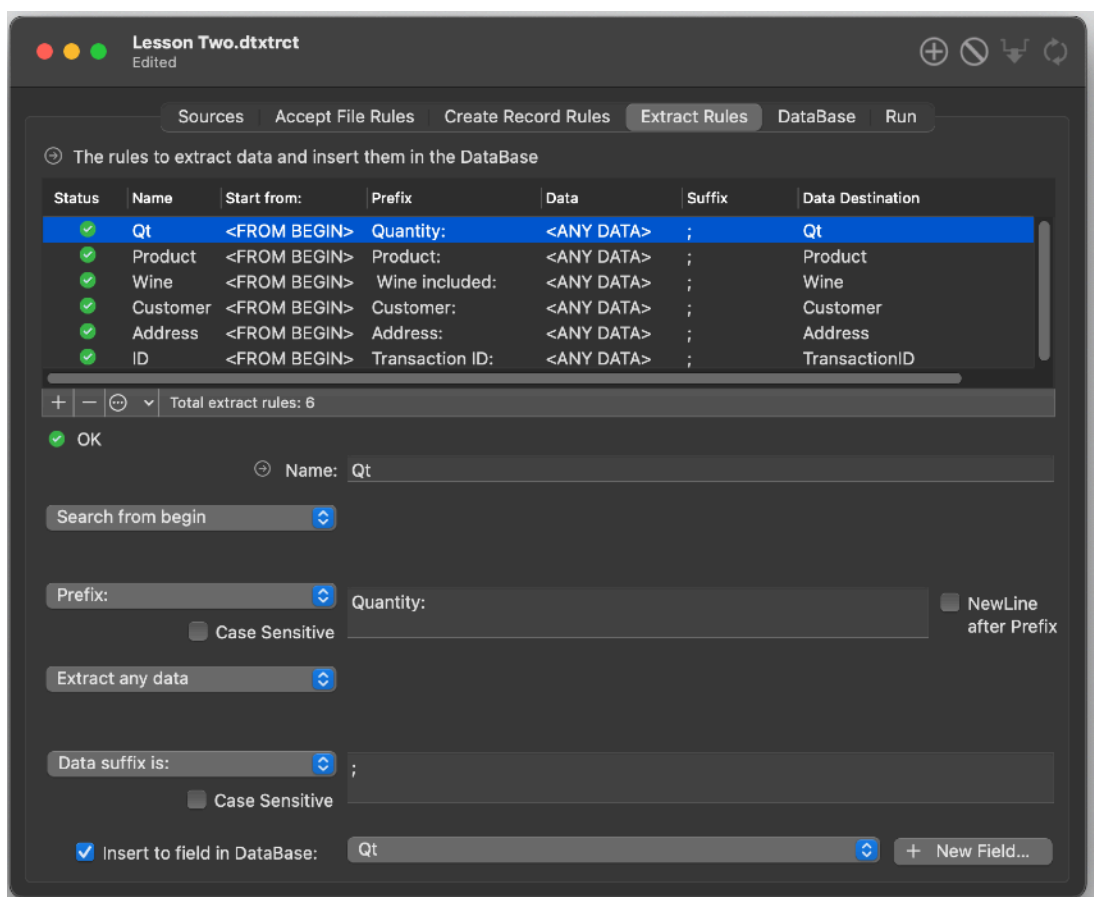 Lesson Two.dtxtrct
Edited
Sources Accept File Rules Create Record Rules Extract Rules DataBase Run
The rules to extract data and insert them in the DataBase
Status Name Start from: Prefix Data Suffix Data Destination
Qt <FROM BEGIN> Quantity: <ANY DATA> ; Qt
Product <FROM BEGIN> Product: <ANY DATA> ; Product
Wine <FROM BEGIN> Wine included: <ANY DATA> ; Wine
Customer <FROM BEGIN> Customer: <ANY DATA> ; Customer
Address <FROM BEGIN> Address: <ANY DATA> ; Address
ID <FROM BEGIN> Transaction ID: <ANY DATA> ; TransactionID
Total extract rules: 6
OK
Name: Qt
Search from begin
Prefix: Quantity: NewLine
Case Sensitive after Prefix
Extract any data
Data suffix is: ;
Case Sensitive
Insert to field in DataBase: Qt + New Field...